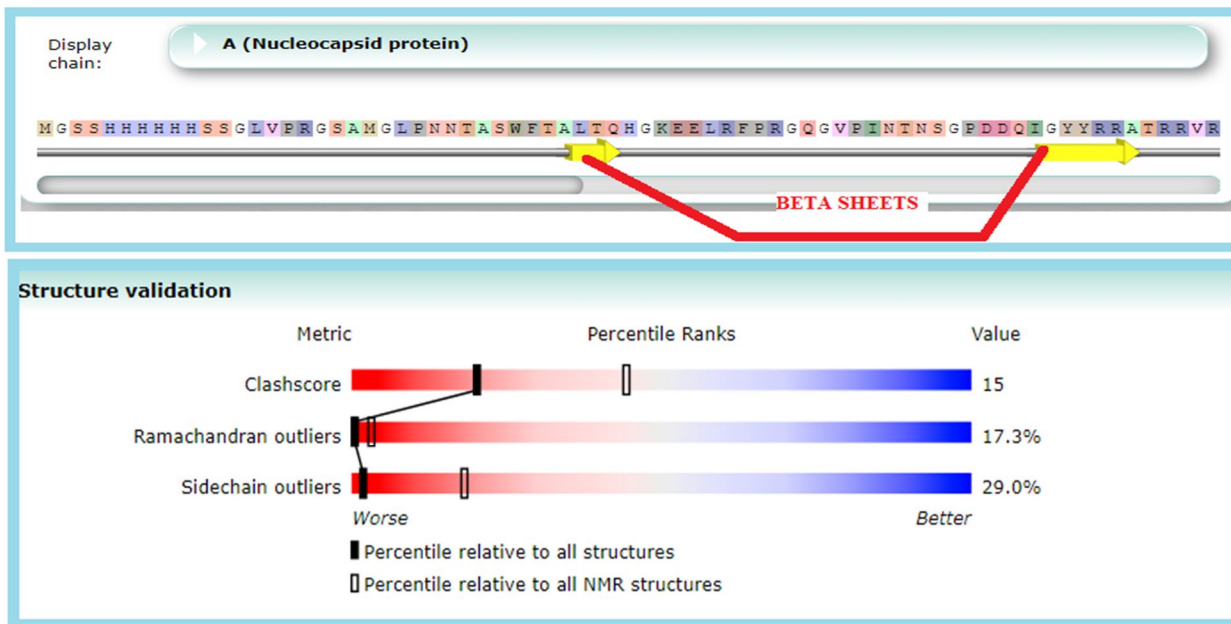 Display
chain:
A (Nucleocapsid protein)
MGSSHHHHHHSSGLVPRGSAMGLPNNTASWFTALTQHGKEELRFPRGQGVPINTNSGPDDQIGYYRRATRRVR
BETA SHEETS
Structure validation
Metric Percentile Ranks Value
Clashscore 15
Ramachandran outliers 17.3%
Sidechain outliers 29.0%
Worse Better
Percentile relative to all structures
Percentile relative to all NMR structures